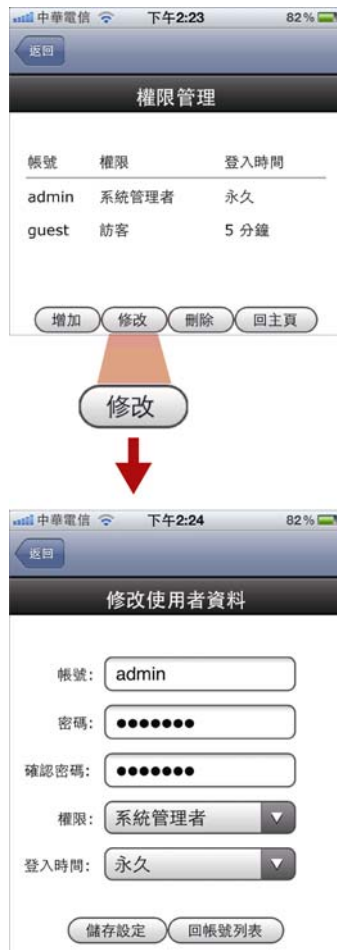 中華電信 下午2:23 82%
返回
權限管理
帳號 權限 登入時間
admin 系統管理者 永久
guest 訪客 5 分鐘
增加 修改 刪除 回主頁
修改
中華電信 下午2:24 82%
返回
修改使用者資料
帳號: admin
密碼: ●●●●●●●
確認密碼: ●●●●●●●
權限: 系統管理者
登入時間: 永久
儲存設定 回帳號列表